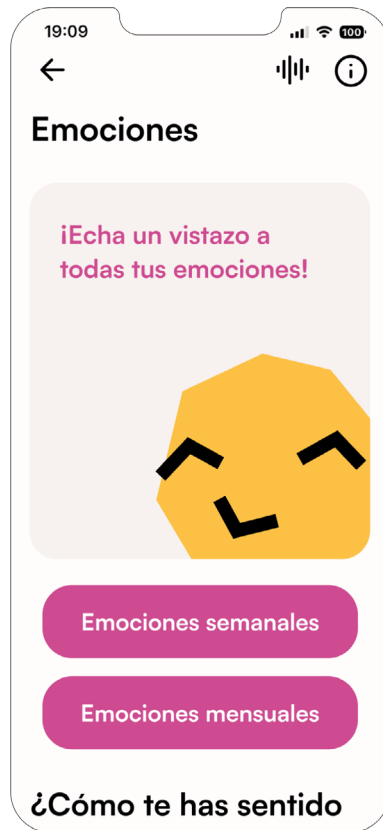 19:09
100
Emociones
¡Echa un vistazo a
todas tus emociones!
Emociones semanales
Emociones mensuales
¿Cómo te has sentido